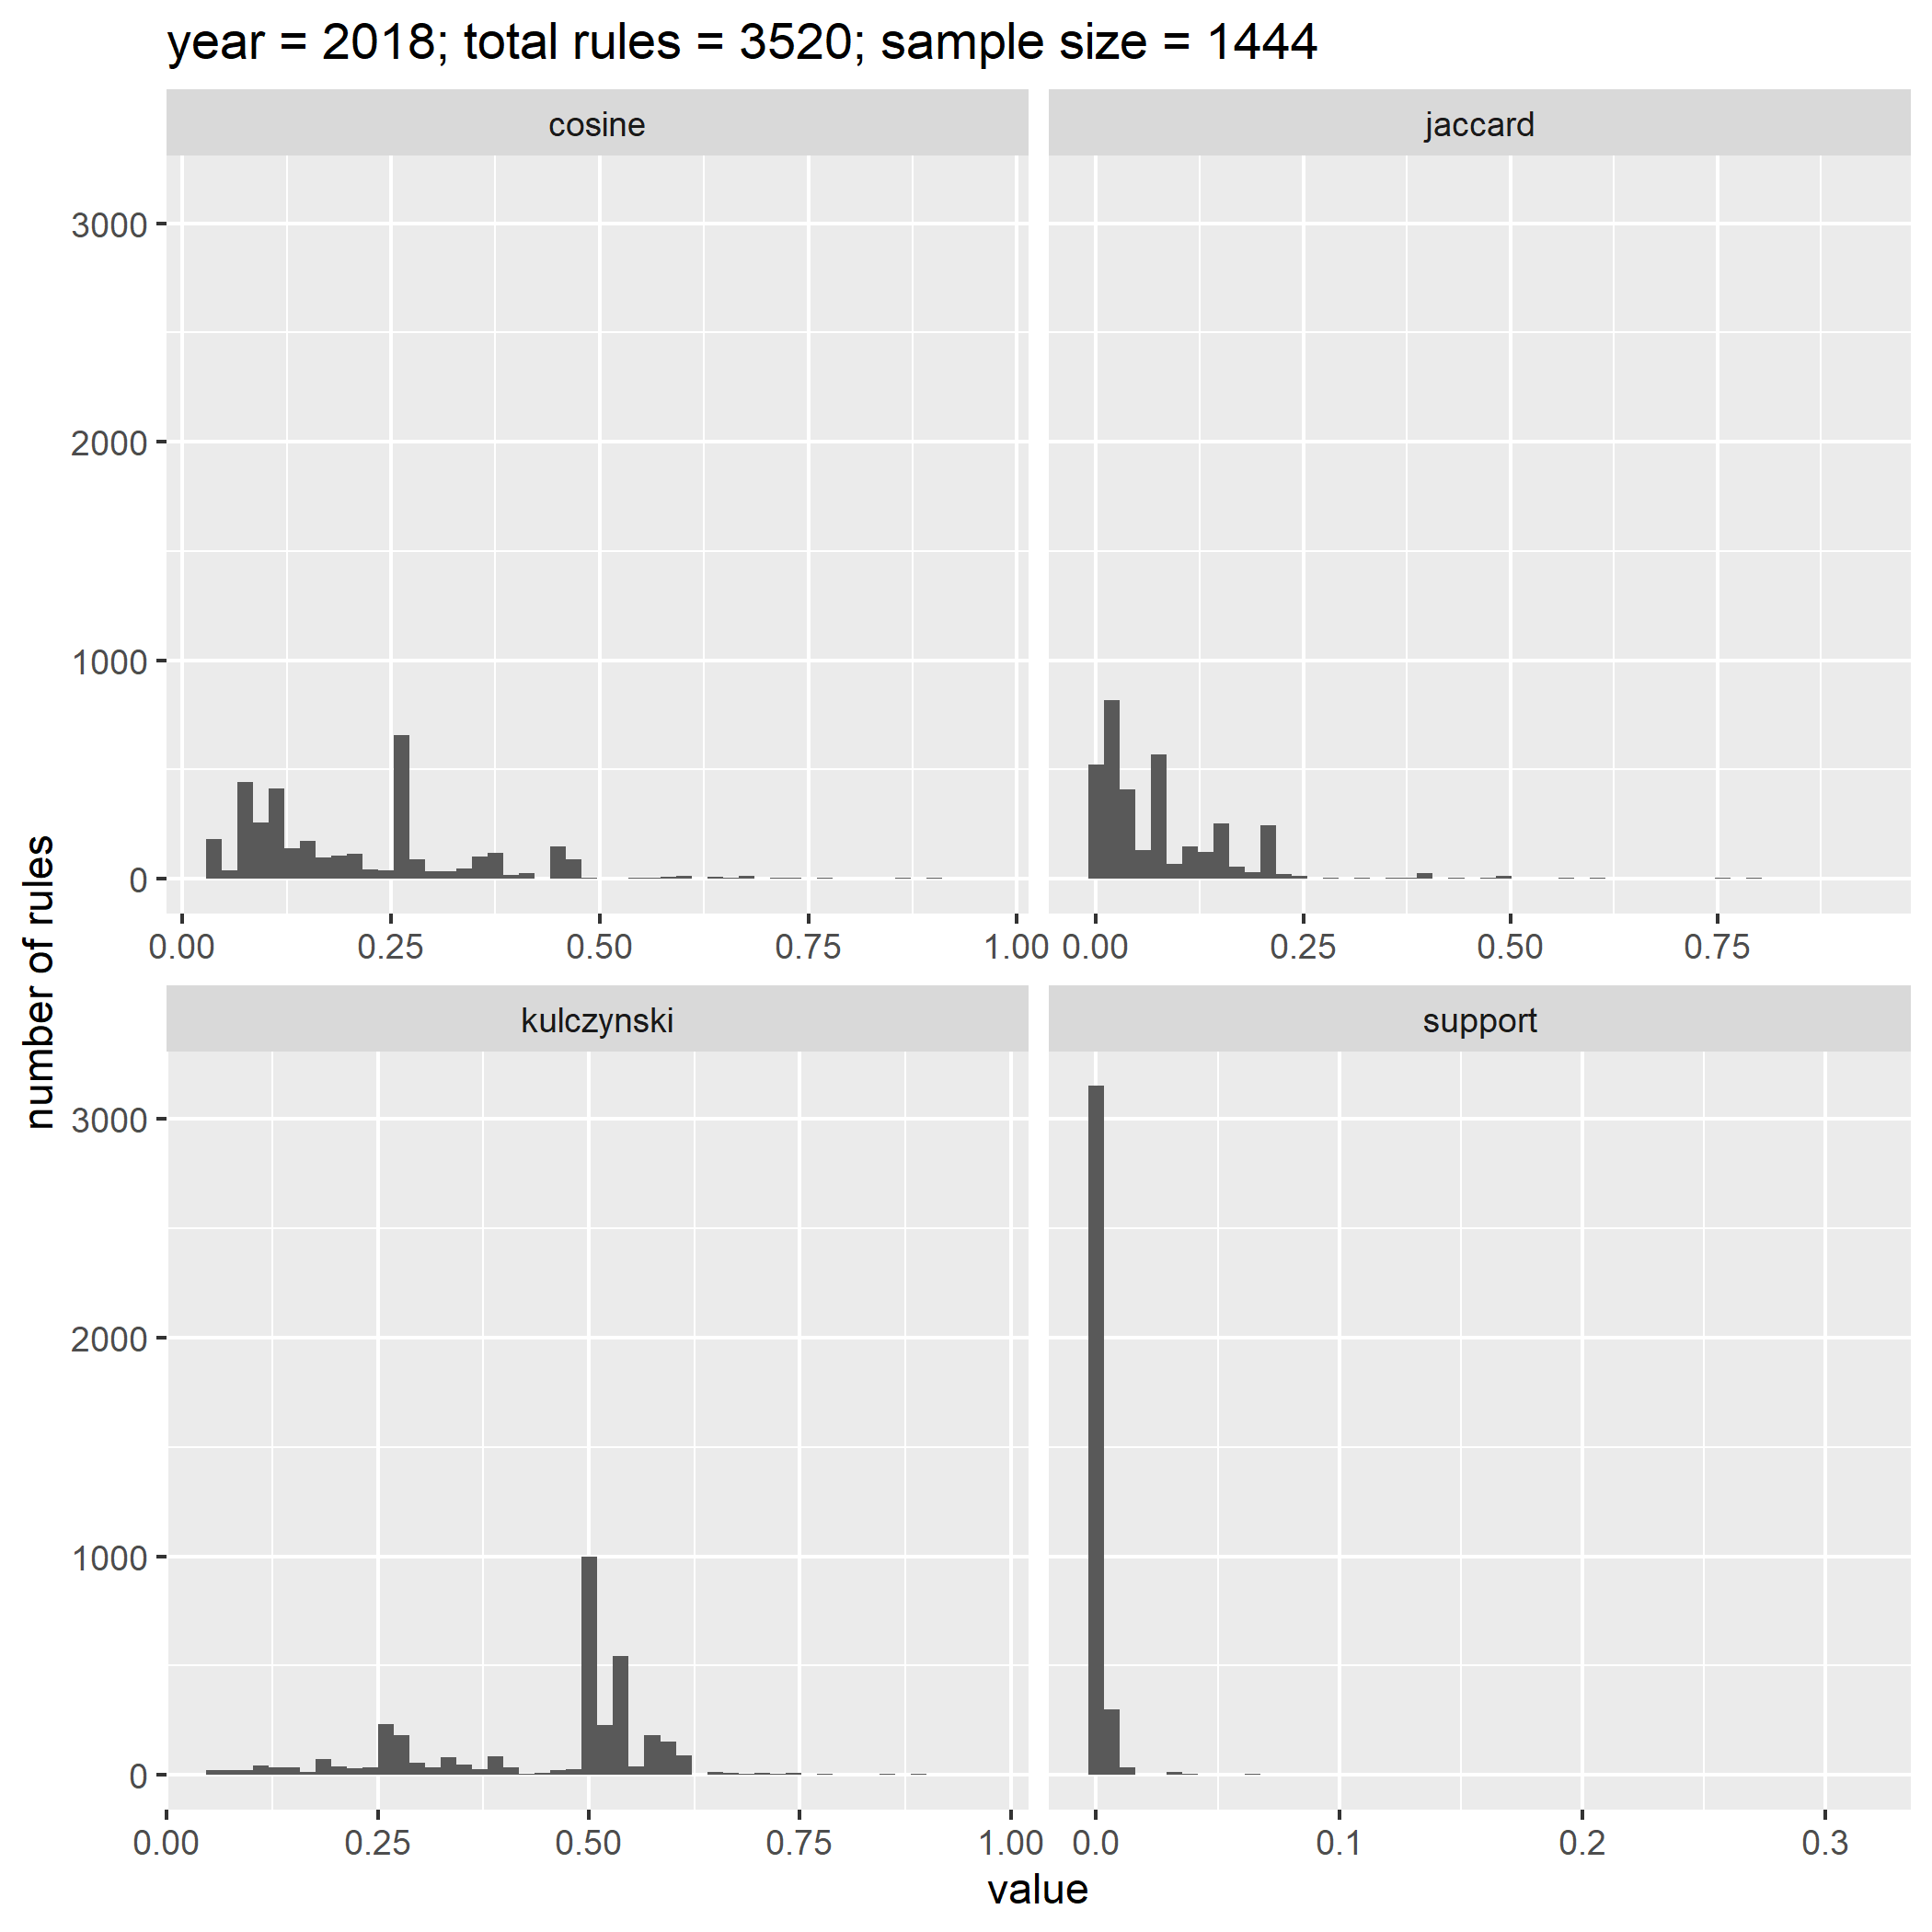 year = 2018; total rules = 3520; sample size = 1444
cosine
jaccard
3000
2000
1000
0
0.00 0.25 0.50 0.75 1.00
0.00 0.25 0.50 0.75
number of rules
kulczynski
support
3000
2000
1000
0
0.00 0.25 0.50 0.75 1.00
0.0 0.1 0.2 0.3
value